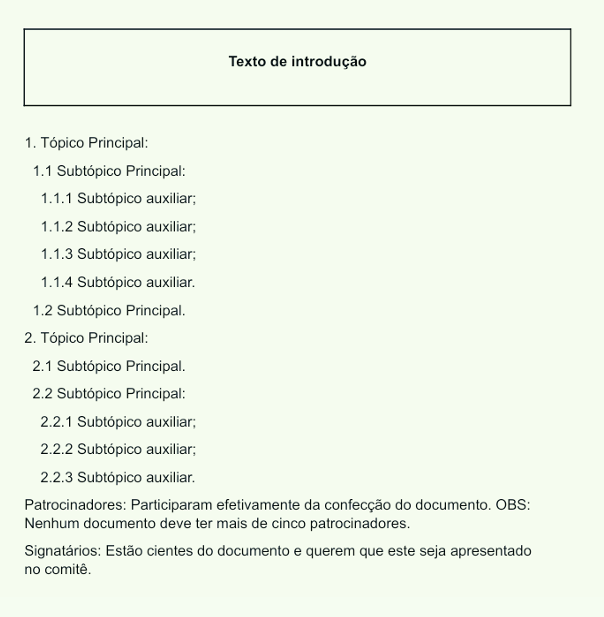 Texto de introdução
1. Tópico Principal:
1.1 Subtópico Principal:
1.1.1 Subtópico auxiliar;
1.1.2 Subtópico auxiliar;
1.1.3 Subtópico auxiliar;
1.1.4 Subtópico auxiliar.
1.2 Subtópico Principal.
2. Tópico Principal:
2.1 Subtópico Principal.
2.2 Subtópico Principal:
2.2.1 Subtópico auxiliar;
2.2.2 Subtópico auxiliar;
2.2.3 Subtópico auxiliar.
Patrocinadores: Participaram efetivamente da confecção do documento. OBS:
Nenhum documento deve ter mais de cinco patrocinadores.
Signatários: Estão cientes do documento e querem que este seja apresentado
no comitê.